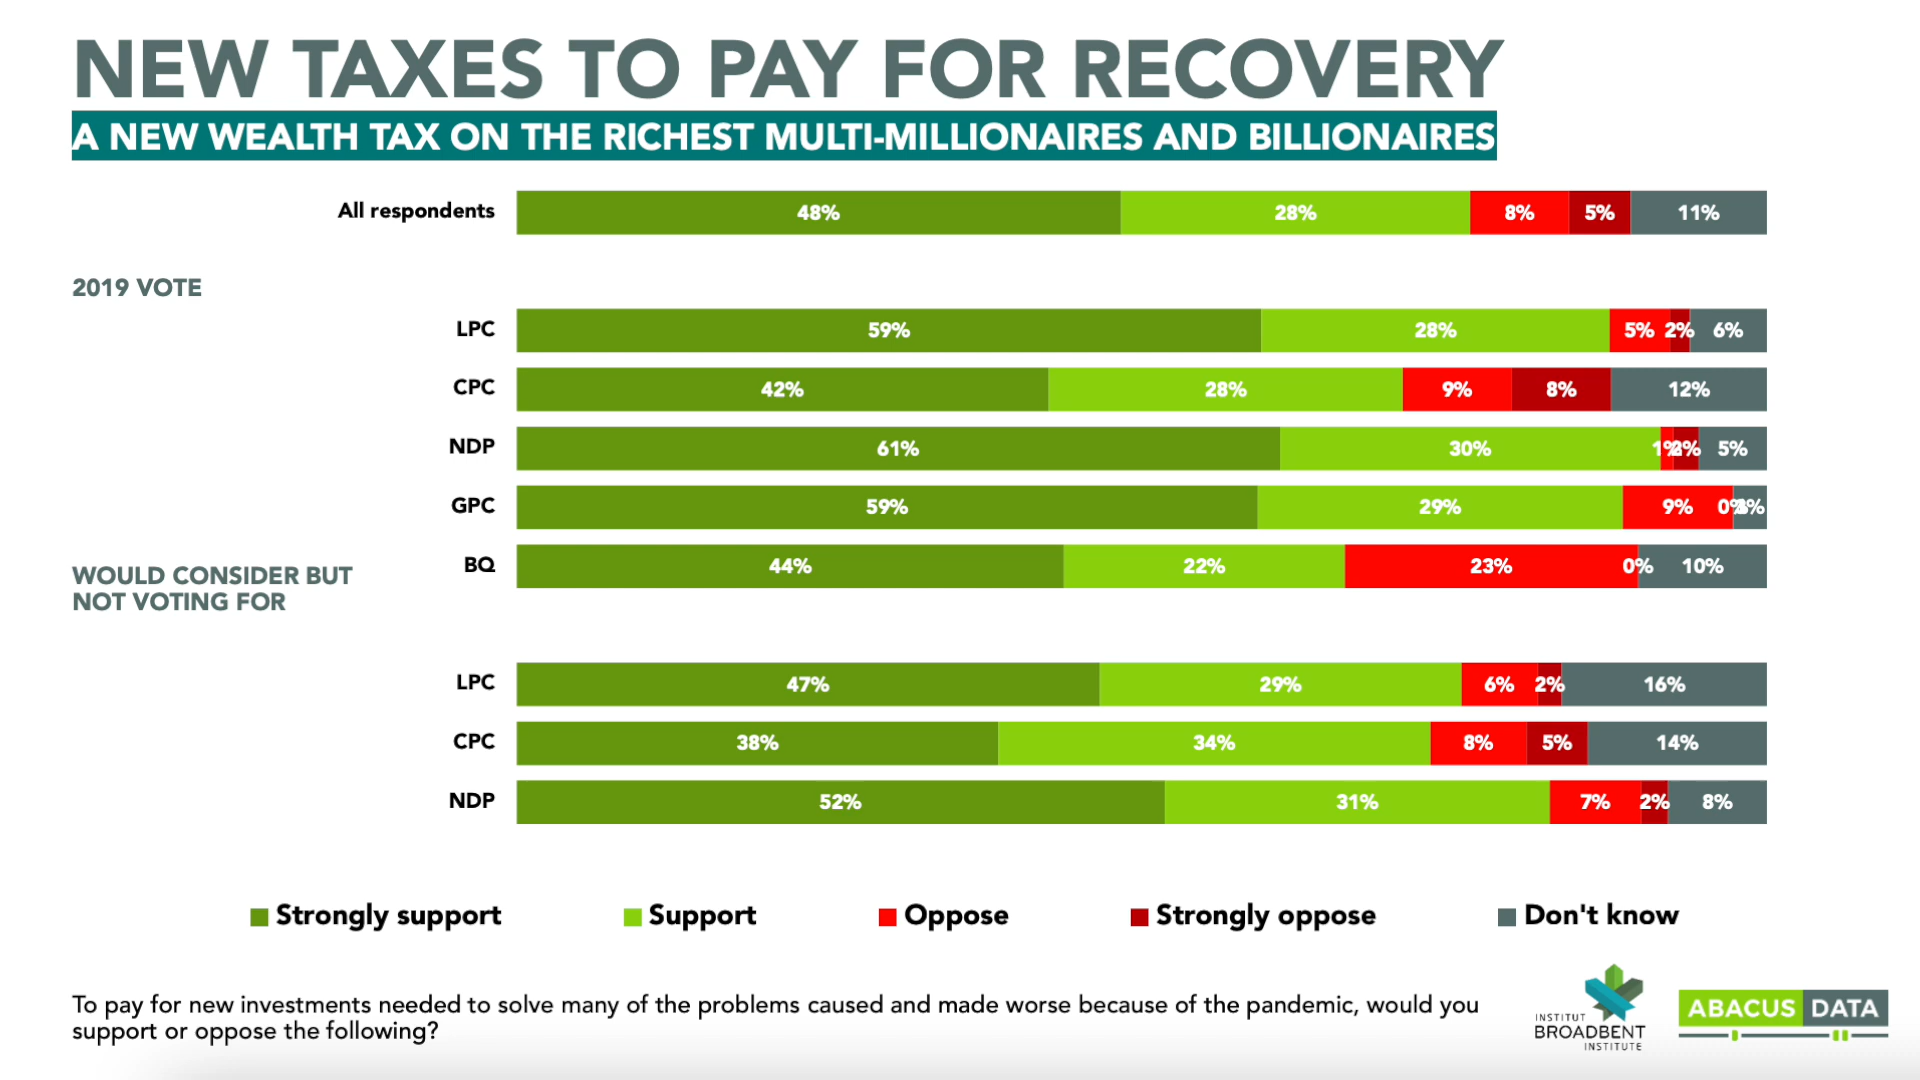 NEW TAXES TO PAY FOR RECOVERY
A NEW WEALTH TAX ON THE RICHEST MULTI-MILLIONAIRES AND BILLIONAIRES
All respondents 48% 28% 8% 5% 11%
2019 VOTE
LPC 59% 28% 5% 2% 6%
CPC 42% 28% 9% 8% 12%
NDP 61% 30% 1% 2% 5%
GPC 59% 29% 9% 0% 3%
BQ 44% 22% 23% 0% 10%
WOULD CONSIDER BUT
NOT VOTING FOR
LPC 47% 29% 6% 2% 16%
CPC 38% 34% 8% 5% 14%
NDP 52% 31% 7% 2% 8%
Strongly support Support Oppose Strongly oppose Don't know
To pay for new investments needed to solve many of the problems caused and made worse because of the pandemic, would you
support or oppose the following?
INSTITUT
BROADBENT
INSTITUTE
ABACUS DATA